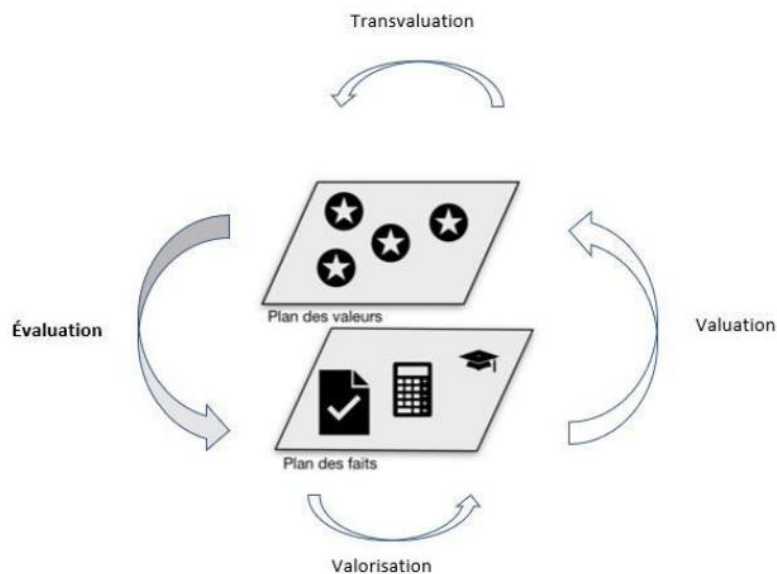 Transvaluation
Plan des valeurs
Évaluation
Valuation
Plan des faits
Valorisation